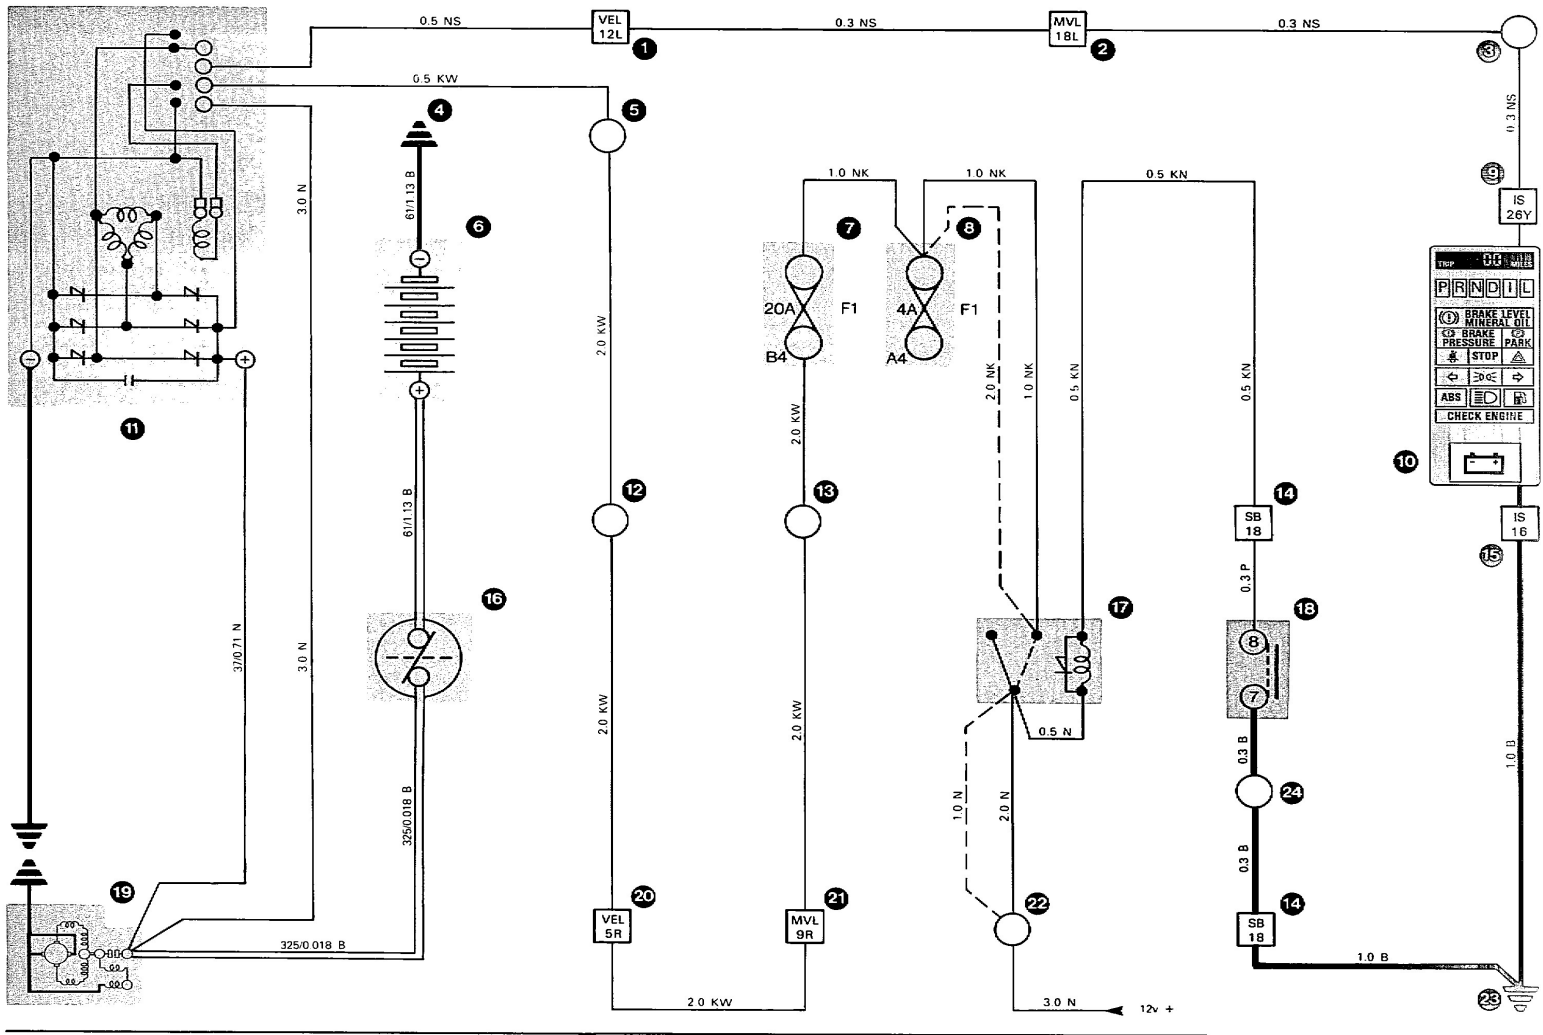 0.5 NS
VEL
12L
1
0.3 NS
MVL
18L
2
0.3 NS
3
0.5 KW
4
5
0.3 NS
3.0 N
61/1.13 B
1.0 NK
1.0 NK
0.5 KN
9
IS
26Y
6
7
8
20A
F1
B4
4A
F1
A4
TRIP
00
MILES
P R N D I L
BRAKE LEVEL
MINERAL OIL
BRAKE
PRESSURE
PARK
STOP
ABS
CHECK ENGINE
10
11
2.0 KW
2.0 KW
2.0 NK
1.0 NK
0.5 KN
0.5 KN
12
13
14
SB
18
IS
16
15
61/1.13 B
0.3 P
16
17
18
8
7
37/0.71 N
3.0 N
2.0 KW
2.0 KW
0.5 N
0.3 B
1.0 B
325/0.018 B
1.0 N
2.0 N
24
0.3 B
19
20
VEL
5R
21
MVL
9R
22
14
SB
18
325/0.018 B
1.0 B
2.0 KW
3.0 N
12v +
23